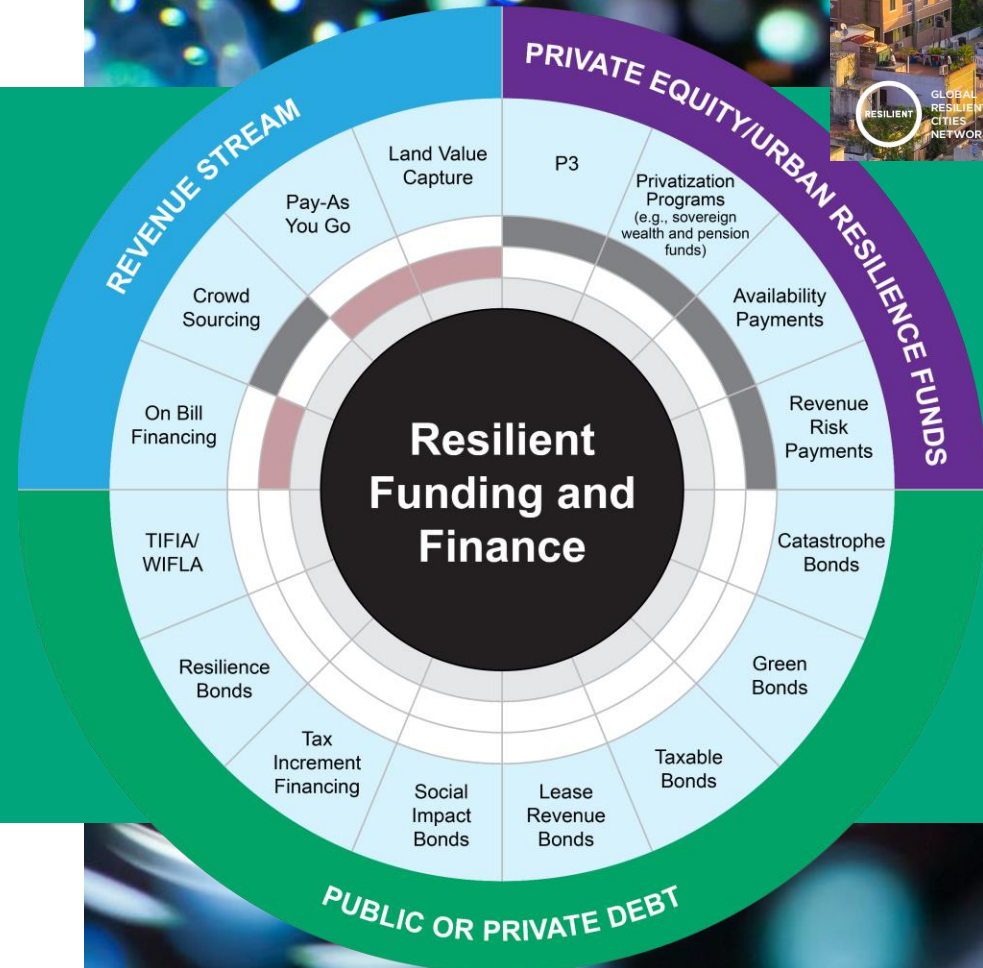 RESILIENT
GLOBAL
RESILIENT
CITIES
REVENUE STREAM
PRIVATE EQUITY/URBAN RESILIENCE FUNDS
PUBLIC OR PRIVATE DEBT
Resilient
Funding and
Finance
P3
Privatization
Programs
(e.g., sovereign
wealth and pension
funds)
Availability
Payments
Revenue
Risk
Payments
Catastrophe
Bonds
Green
Bonds
Taxable
Bonds
Lease
Revenue
Bonds
Social
Impact
Bonds
Tax
Increment
Financing
Resilience
Bonds
TIFIA/
WIFLA
On Bill
Financing
Crowd
Sourcing
Pay-As
You Go
Land Value
Capture